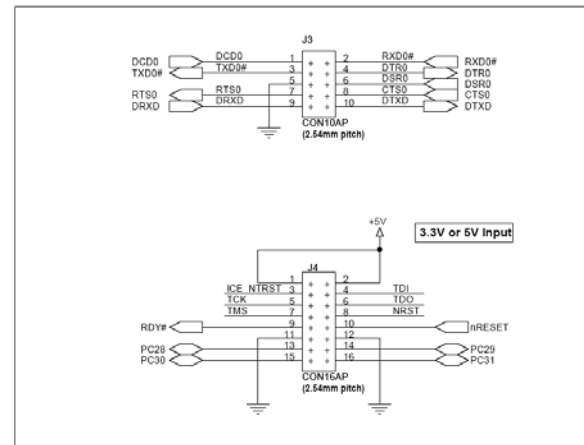 J3
DCD0 DCD0 1 2 RXD0# RXD0#
TXD0# TXD0# 3 4 DTR0 DTR0
5 6 DSR0 DSR0
RTS0 RTS0 7 8 CTS0 CTS0
DRXD DRXD 9 10 DTXD DTXD
CON10AP
(2.54mm pitch)
+5V
3.3V or 5V Input
J4
1 2
ICE_NTRST 3 4 TDI
TCK 5 6 TDO
TMS 7 8 NRST
RDY# 9 10 nRESET
11 12
PC28 13 14 PC29
PC30 15 16 PC31
CON16AP
(2.54mm pitch)